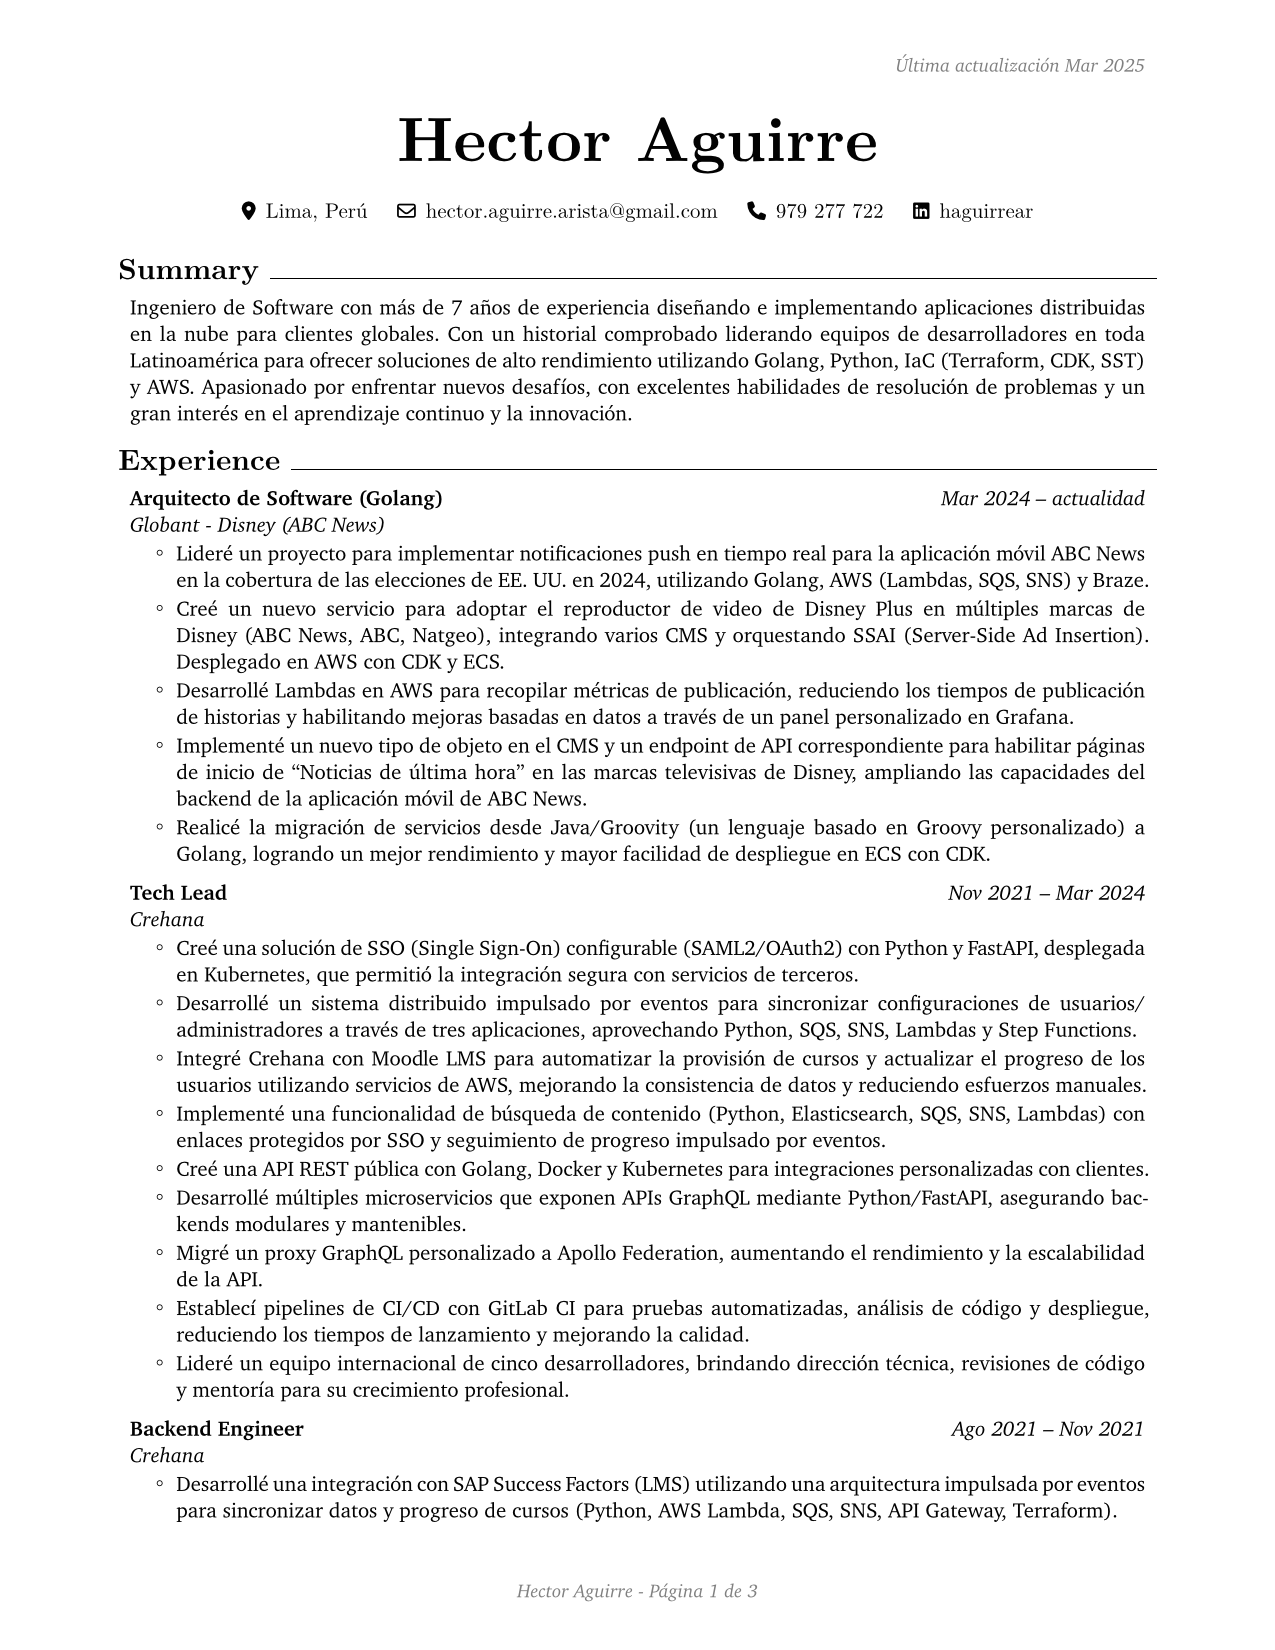 Última actualización Mar 2025
Hector Aguirre
Lima, Perú hector.aguirre.arista@gmail.com 979 277 722 haguirrear
Summary
Ingeniero de Software con más de 7 años de experiencia diseñando e implementando aplicaciones distribuidas
en la nube para clientes globales. Con un historial comprobado liderando equipos de desarrolladores en toda
Latinoamérica para ofrecer soluciones de alto rendimiento utilizando Golang, Python, IaC (Terraform, CDK, SST)
y AWS. Apasionado por enfrentar nuevos desafíos, con excelentes habilidades de resolución de problemas y un
gran interés en el aprendizaje continuo y la innovación.
Experience
Arquitecto de Software (Golang) Mar 2024 – actualidad
Globant - Disney (ABC News)
◦ Lideré un proyecto para implementar notificaciones push en tiempo real para la aplicación móvil ABC News
en la cobertura de las elecciones de EE. UU. en 2024, utilizando Golang, AWS (Lambdas, SQS, SNS) y Braze.
◦ Creé un nuevo servicio para adoptar el reproductor de video de Disney Plus en múltiples marcas de
Disney (ABC News, ABC, Natgeo), integrando varios CMS y orquestando SSAI (Server-Side Ad Insertion).
Desplegado en AWS con CDK y ECS.
◦ Desarrollé Lambdas en AWS para recopilar métricas de publicación, reduciendo los tiempos de publicación
de historias y habilitando mejoras basadas en datos a través de un panel personalizado en Grafana.
◦ Implementé un nuevo tipo de objeto en el CMS y un endpoint de API correspondiente para habilitar páginas
de inicio de “Noticias de última hora” en las marcas televisivas de Disney, ampliando las capacidades del
backend de la aplicación móvil de ABC News.
◦ Realicé la migración de servicios desde Java/Groovity (un lenguaje basado en Groovy personalizado) a
Golang, logrando un mejor rendimiento y mayor facilidad de despliegue en ECS con CDK.
Tech Lead Nov 2021 – Mar 2024
Crehana
◦ Creé una solución de SSO (Single Sign-On) configurable (SAML2/OAuth2) con Python y FastAPI, desplegada
en Kubernetes, que permitió la integración segura con servicios de terceros.
◦ Desarrollé un sistema distribuido impulsado por eventos para sincronizar configuraciones de usuarios/
administradores a través de tres aplicaciones, aprovechando Python, SQS, SNS, Lambdas y Step Functions.
◦ Integré Crehana con Moodle LMS para automatizar la provisión de cursos y actualizar el progreso de los
usuarios utilizando servicios de AWS, mejorando la consistencia de datos y reduciendo esfuerzos manuales.
◦ Implementé una funcionalidad de búsqueda de contenido (Python, Elasticsearch, SQS, SNS, Lambdas) con
enlaces protegidos por SSO y seguimiento de progreso impulsado por eventos.
◦ Creé una API REST pública con Golang, Docker y Kubernetes para integraciones personalizadas con clientes.
◦ Desarrollé múltiples microservicios que exponen APIs GraphQL mediante Python/FastAPI, asegurando bac-
kends modulares y mantenibles.
◦ Migré un proxy GraphQL personalizado a Apollo Federation, aumentando el rendimiento y la escalabilidad
de la API.
◦ Establecí pipelines de CI/CD con GitLab CI para pruebas automatizadas, análisis de código y despliegue,
reduciendo los tiempos de lanzamiento y mejorando la calidad.
◦ Lideré un equipo internacional de cinco desarrolladores, brindando dirección técnica, revisiones de código
y mentoría para su crecimiento profesional.
Backend Engineer Ago 2021 – Nov 2021
Crehana
◦ Desarrollé una integración con SAP Success Factors (LMS) utilizando una arquitectura impulsada por eventos
para sincronizar datos y progreso de cursos (Python, AWS Lambda, SQS, SNS, API Gateway, Terraform).
Hector Aguirre - Página 1 de 3